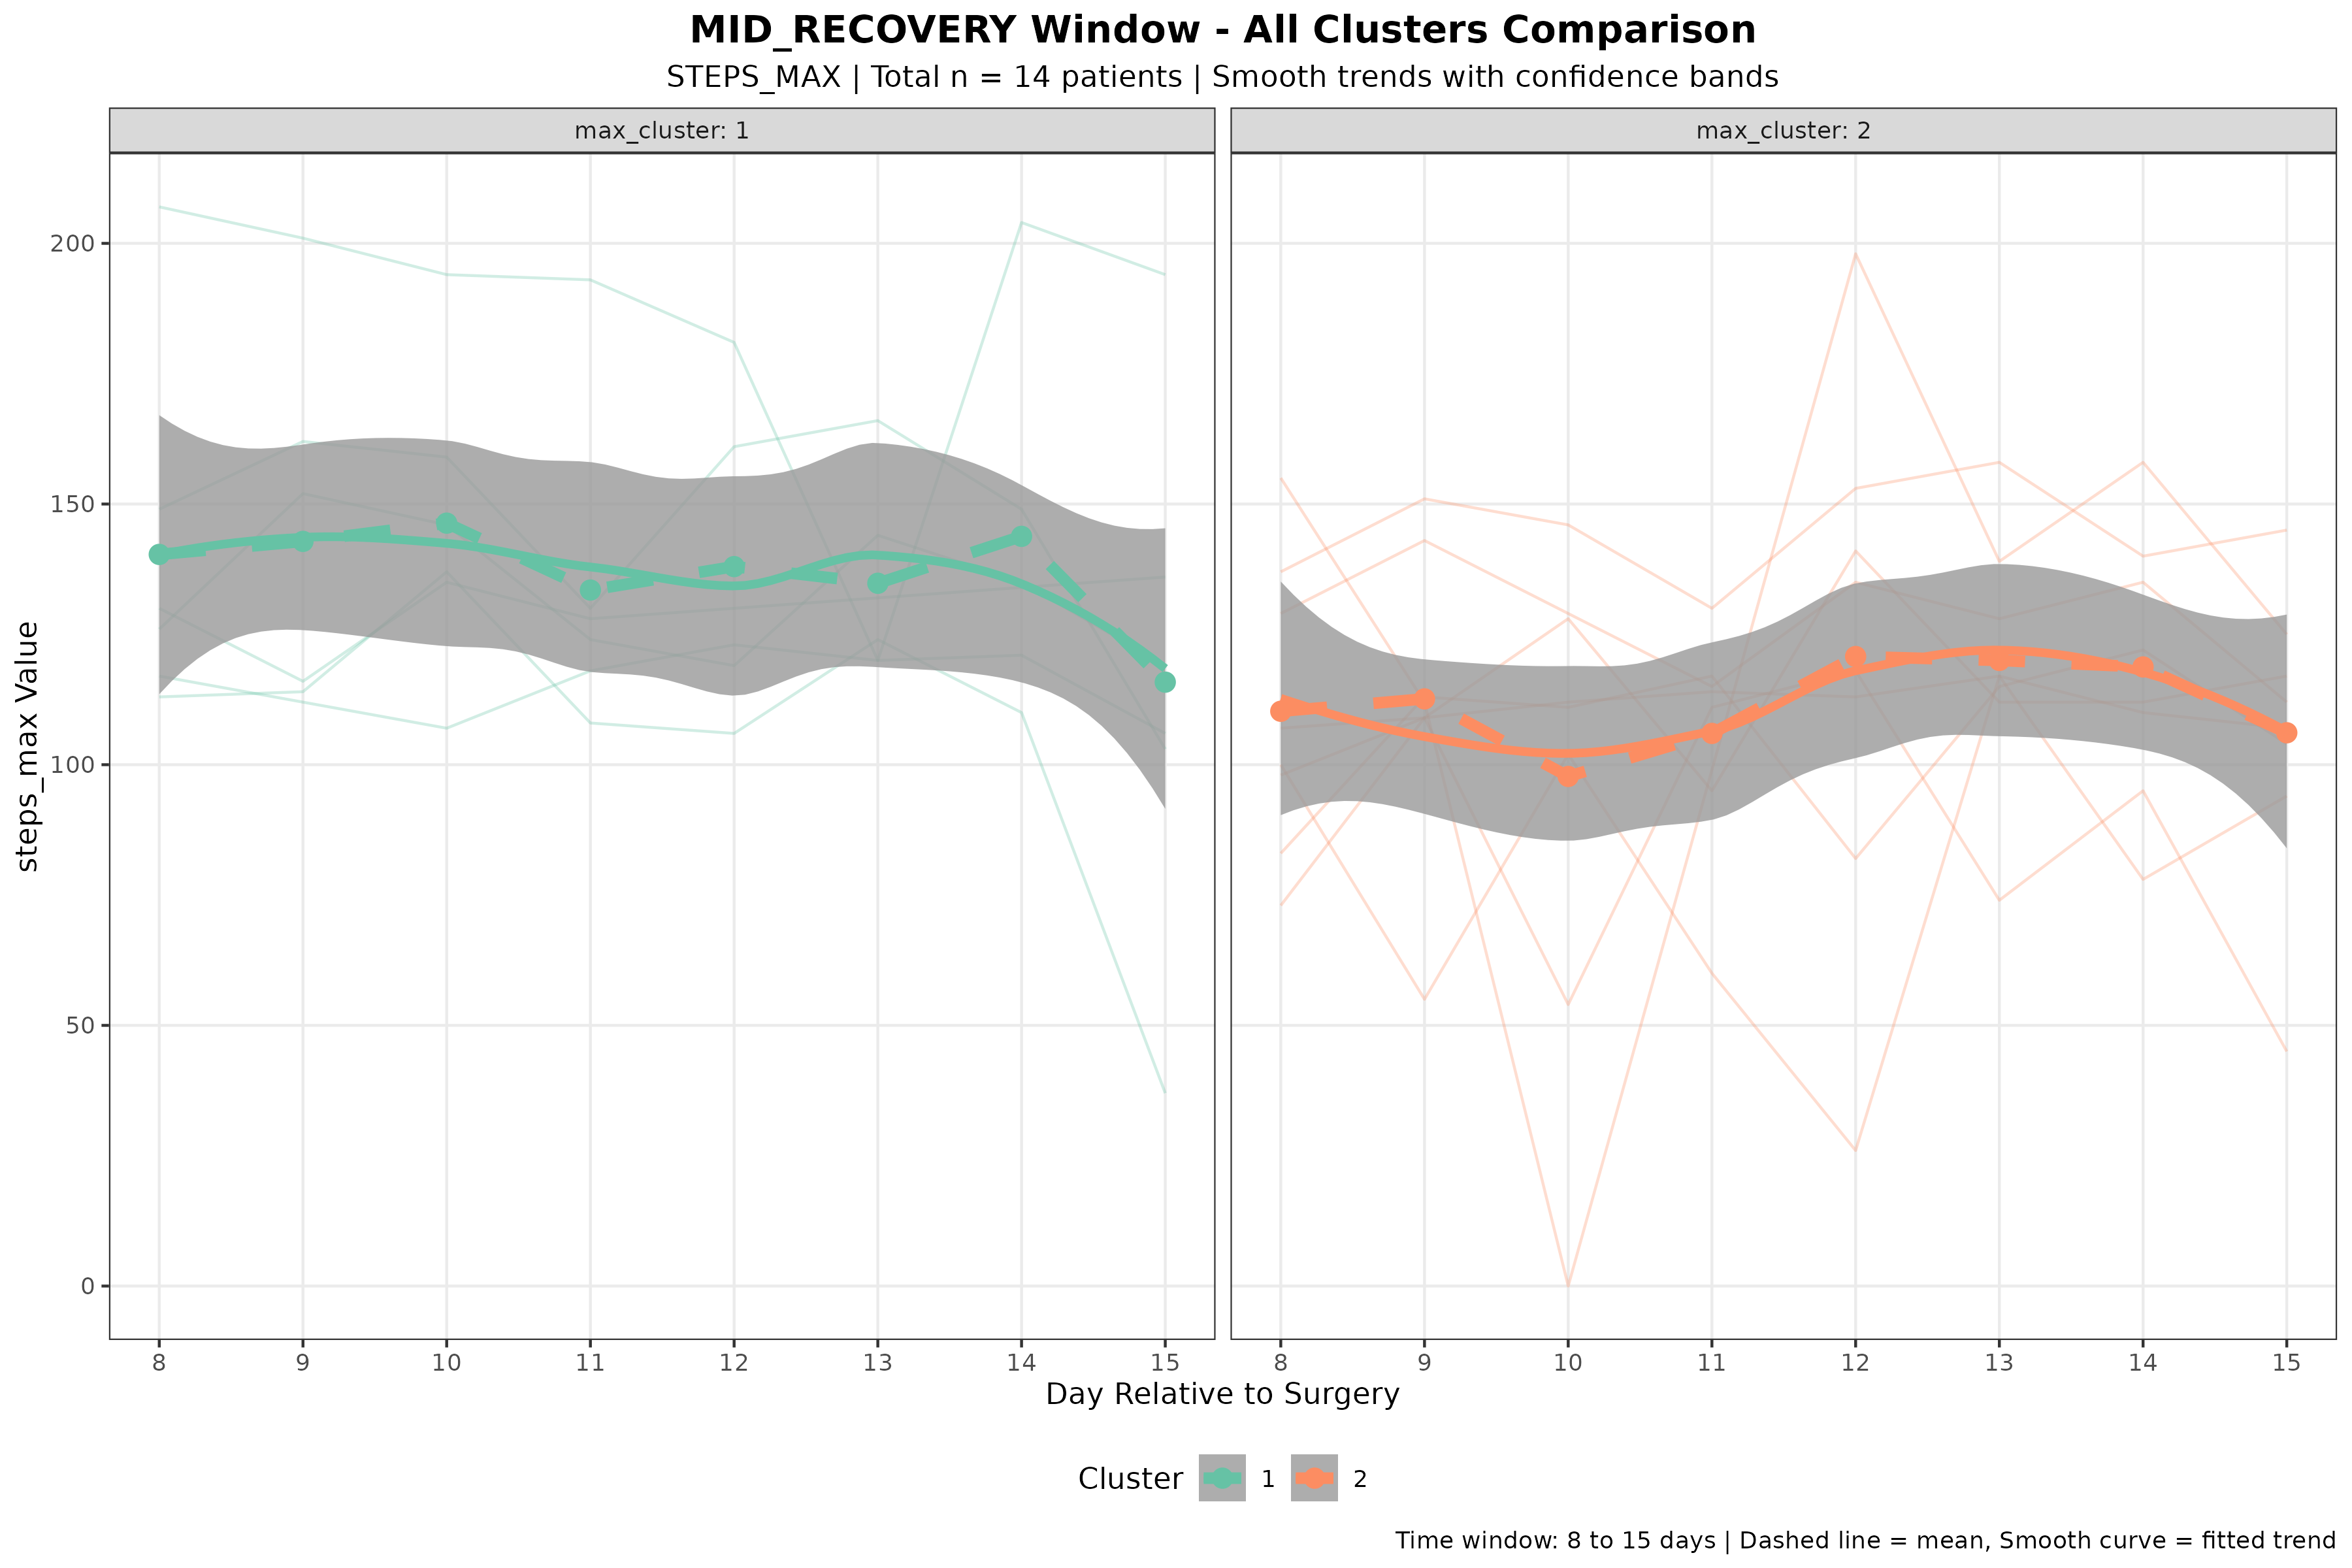 MID_RECOVERY Window - All Clusters Comparison
STEPS_MAX | Total n = 14 patients | Smooth trends with confidence bands
max_cluster: 1
max_cluster: 2
steps_max Value
200
150
100
50
0
8 9 10 11 12 13 14 15
8 9 10 11 12 13 14 15
Day Relative to Surgery
Cluster 1 2
Time window: 8 to 15 days | Dashed line = mean, Smooth curve = fitted trend